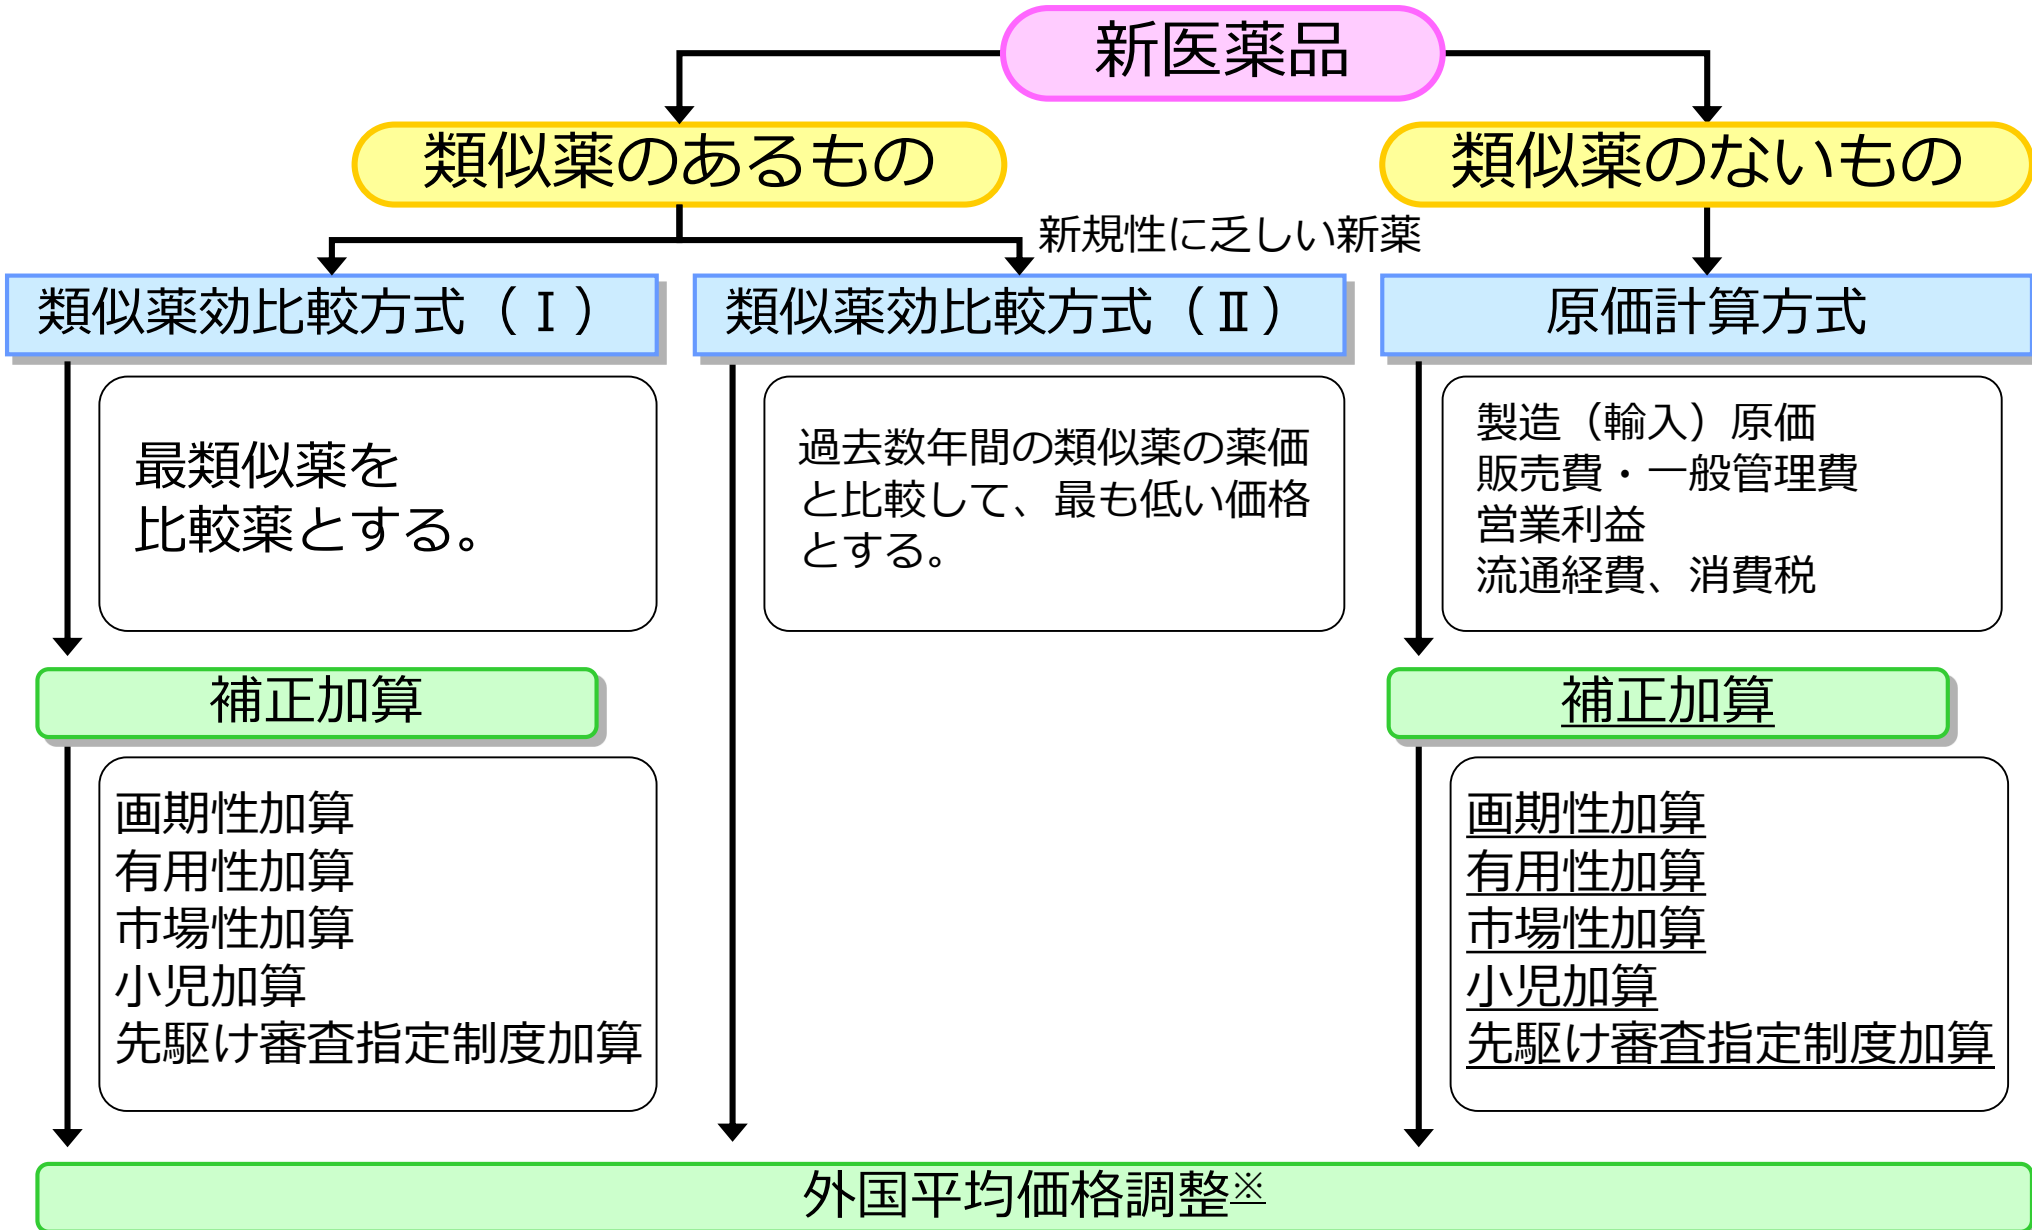 新医薬品
類似薬のあるもの
類似薬のないもの
新規性に乏しい新薬
類似薬効比較方式（Ⅰ）
類似薬効比較方式（Ⅱ）
原価計算方式
最類似薬を
比較薬とする。
過去数年間の類似薬の薬価
と比較して、最も低い価格
とする。
製造（輸入）原価
販売費・一般管理費
営業利益
流通経費、消費税
補正加算
補正加算
画期性加算
有用性加算
市場性加算
小児加算
先駆け審査指定制度加算
画期性加算
有用性加算
市場性加算
小児加算
先駆け審査指定制度加算
外国平均価格調整※